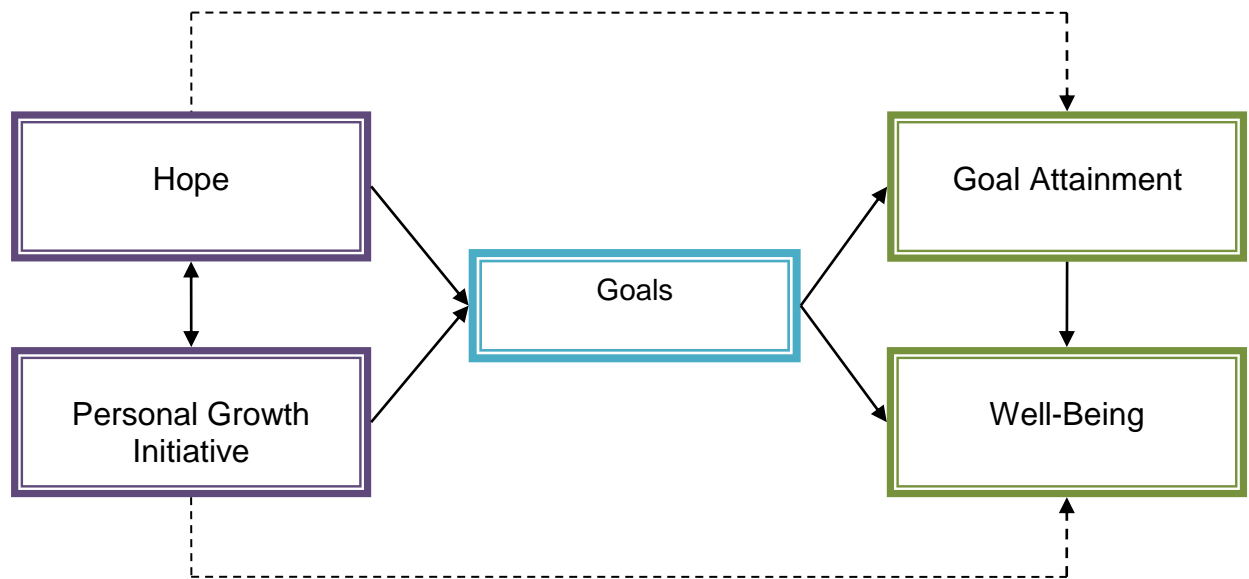 Hope
Goal Attainment
Goals
Personal Growth
Initiative
Well-Being